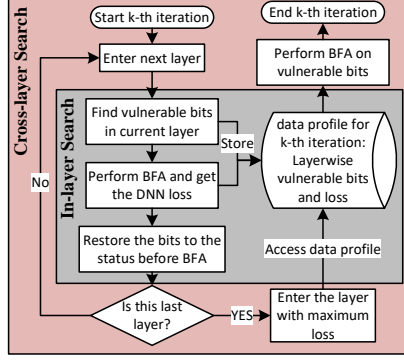 Cross-layer Search
Start k-th iteration
Enter next layer
In-layer Search
Find vulnerable bits
in current layer
Perform BFA and get
the DNN loss
Restore the bits to the
status before BFA
Is this last
layer?
No
YES
Enter the layer
with maximum
loss
Access data profile
Store
data profile for
k-th iteration:
Layerwise
vulnerable bits
and loss
Perform BFA on
vulnerable bits
End k-th iteration